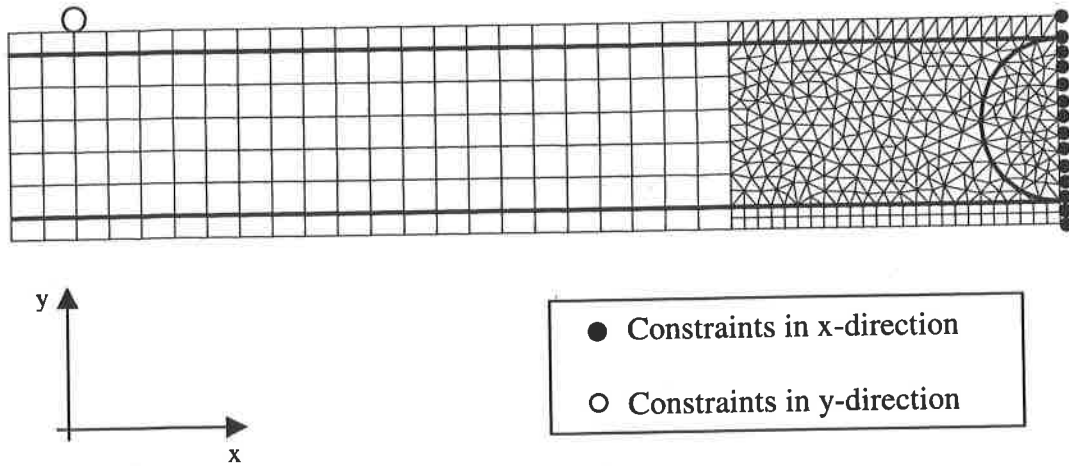 y
x
Constraints in x-direction
Constraints in y-direction